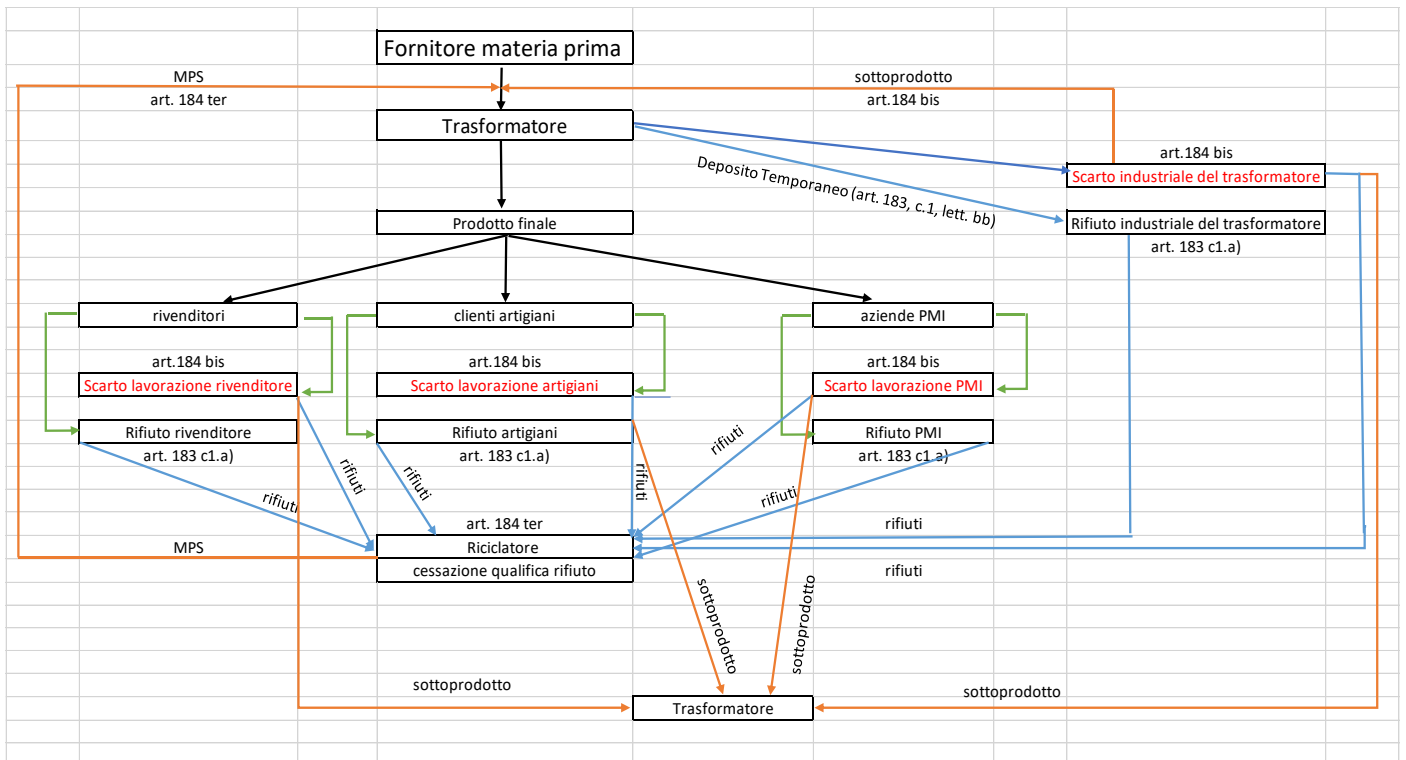 Fornitore materia prima
MPS
sottoprodotto
art. 184 ter
art.184 bis
Trasformatore
art.184 bis
Deposito Temporaneo (art. 183, c.1, lett. bb)
Scarto industriale del trasformatore
Prodotto finale
Rifiuto industriale del trasformatore
art. 183 c1.a)
rivenditori
clienti artigiani
aziende PMI
art.184 bis
art.184 bis
art.184 bis
Scarto lavorazione rivenditore
Scarto lavorazione artigiani
Scarto lavorazione PMI
Rifiuto rivenditore
Rifiuto artigiani
Rifiuto PMI
art. 183 c1.a)
art. 183 c1.a)
art. 183 c1.a)
rifiuti
rifiuti
rifiuti
rifiuti
rifiuti
rifiuti
art. 184 ter
rifiuti
MPS
Riciclatore
cessazione qualifica rifiuto
rifiuti
sottoprodotto
sottoprodotto
sottoprodotto
sottoprodotto
Trasformatore